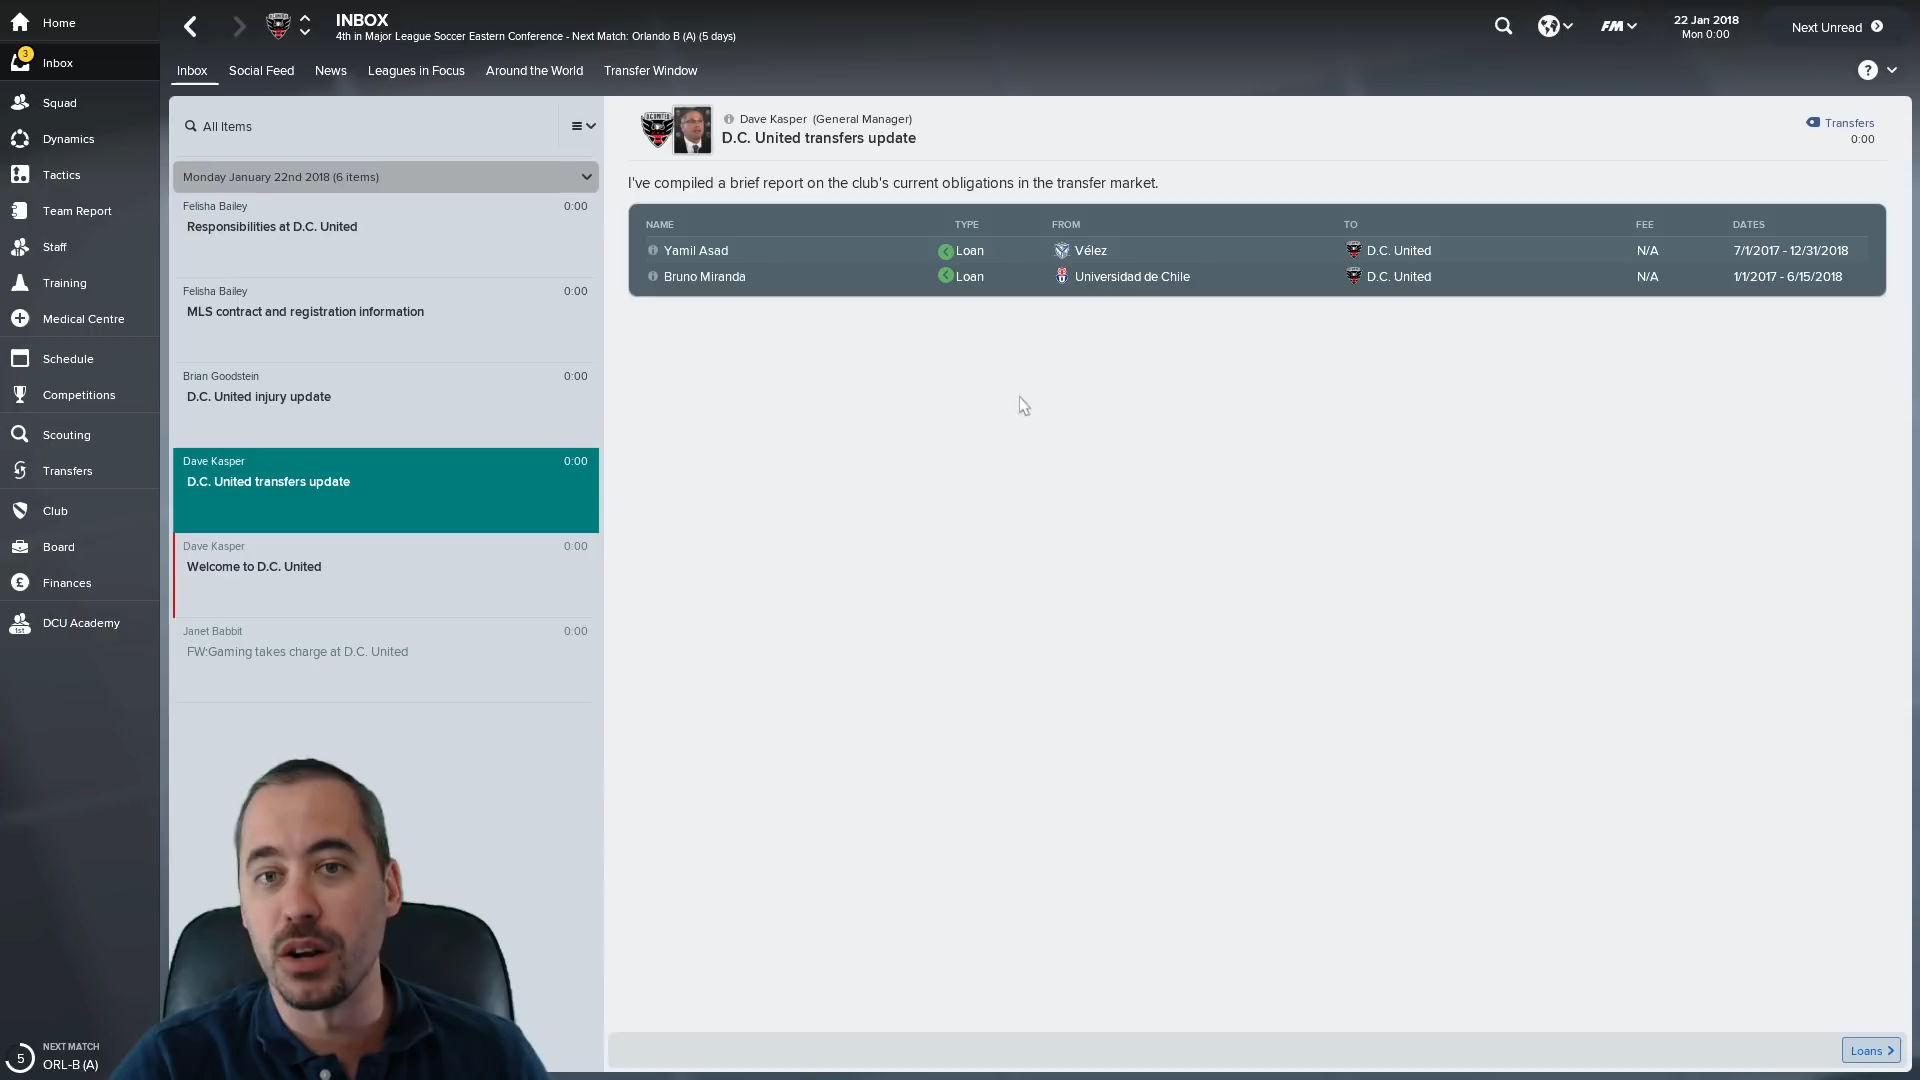 Home
3
Inbox
Squad
Dynamics
Tactics
Team Report
Staff
Training
Medical Centre
Schedule
Competitions
Scouting
Transfers
Club
Board
Finances
1st
DCU Academy
5
NEXT MATCH
ORL-B (A)
INBOX
4th in Major League Soccer Eastern Conference - Next Match: Orlando B (A) (5 days)
FM
22 Jan 2018
Mon 0:00
Next Unread
Inbox
Social Feed
News
Leagues in Focus
Around the World
Transfer Window
?
All Items
Monday January 22nd 2018 (6 items)
Felisha Bailey 0:00
Responsibilities at D.C. United
Felisha Bailey 0:00
MLS contract and registration information
Brian Goodstein 0:00
D.C. United injury update
Dave Kasper 0:00
D.C. United transfers update
Dave Kasper 0:00
Welcome to D.C. United
Janet Babbit 0:00
FW:Gaming takes charge at D.C. United
Dave Kasper (General Manager)
D.C. United transfers update
Transfers
0:00
I've compiled a brief report on the club's current obligations in the transfer market.
NAME TYPE FROM TO FEE DATES
Yamil Asad Loan Vélez D.C. United N/A 7/1/2017 - 12/31/2018
Bruno Miranda Loan Universidad de Chile D.C. United N/A 1/1/2017 - 6/15/2018
Loans